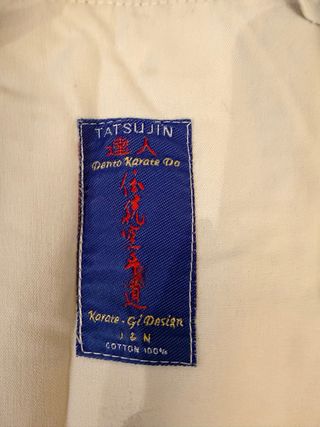 TATSUJIN
達人
Dento Karate Do
伝統空手道
Karate-Gi Design
J & N
COTTON 100%